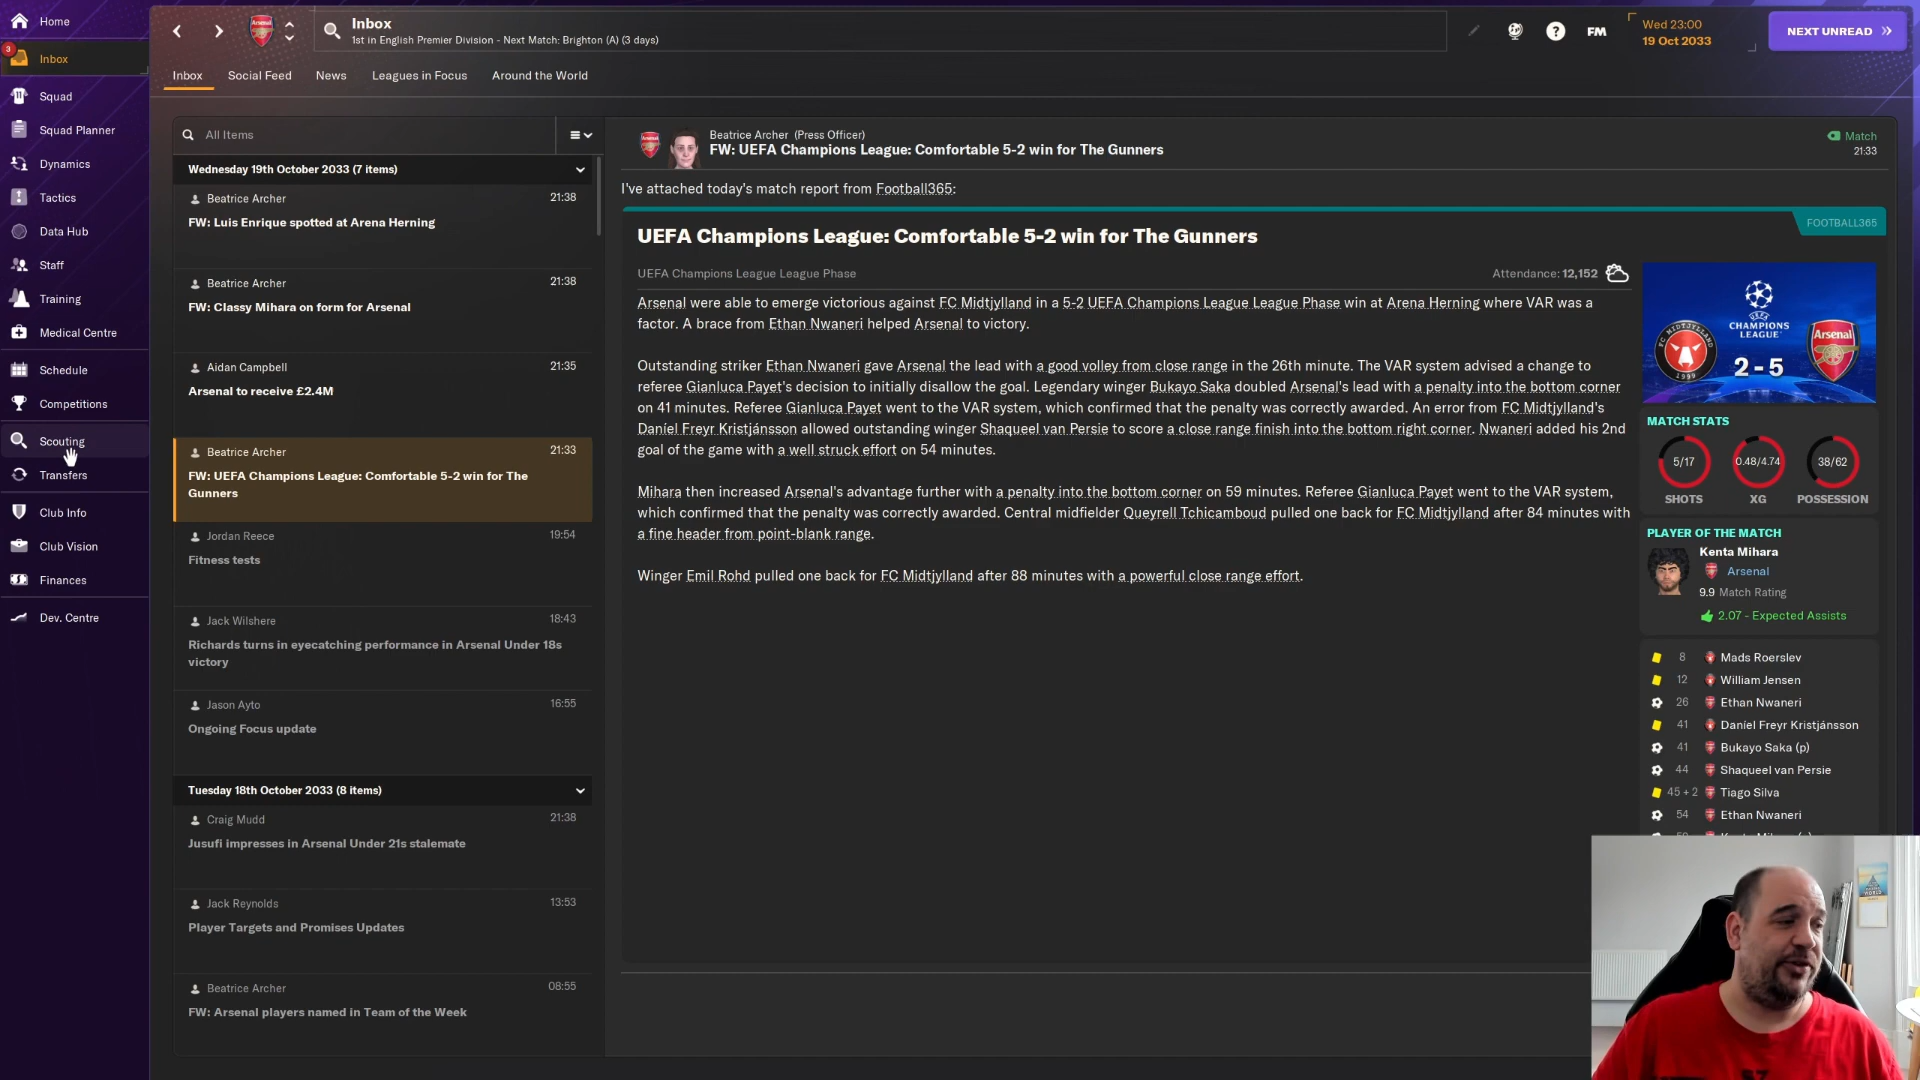 Home
3
Inbox
Squad
Squad Planner
Dynamics
Tactics
Data Hub
Staff
Training
Medical Centre
Schedule
Competitions
Scouting
Transfers
Club Info
Club Vision
Finances
Dev. Centre
Inbox
1st in English Premier Division - Next Match: Brighton (A) (3 days)
FM
Wed 23:00
19 Oct 2033
NEXT UNREAD
Inbox
Social Feed
News
Leagues in Focus
Around the World
All Items
Wednesday 19th October 2033 (7 items)
Beatrice Archer 21:38
FW: Luis Enrique spotted at Arena Herning
Beatrice Archer 21:38
FW: Classy Mihara on form for Arsenal
Aidan Campbell 21:35
Arsenal to receive £2.4M
Beatrice Archer 21:33
FW: UEFA Champions League: Comfortable 5-2 win for The
Gunners
Jordan Reece 19:54
Fitness tests
Jack Wilshere 18:43
Richards turns in eyecatching performance in Arsenal Under 18s
victory
Jason Ayto 16:55
Ongoing Focus update
Tuesday 18th October 2033 (8 items)
Craig Mudd 21:38
Jusufi impresses in Arsenal Under 21s stalemate
Jack Reynolds 13:53
Player Targets and Promises Updates
Beatrice Archer 08:55
FW: Arsenal players named in Team of the Week
Beatrice Archer (Press Officer)
FW: UEFA Champions League: Comfortable 5-2 win for The Gunners
Match
21:33
I've attached today's match report from Football365:
FOOTBALL365
UEFA Champions League: Comfortable 5-2 win for The Gunners
UEFA Champions League League Phase
Attendance: 12,152
Arsenal were able to emerge victorious against FC Midtjylland in a 5-2 UEFA Champions League League Phase win at Arena Herning where VAR was a
factor. A brace from Ethan Nwaneri helped Arsenal to victory.
Outstanding striker Ethan Nwaneri gave Arsenal the lead with a good volley from close range in the 26th minute. The VAR system advised a change to
referee Gianluca Payet's decision to initially disallow the goal. Legendary winger Bukayo Saka doubled Arsenal's lead with a penalty into the bottom corner
on 41 minutes. Referee Gianluca Payet went to the VAR system, which confirmed that the penalty was correctly awarded. An error from FC Midtjylland's
Daníel Freyr Kristjánsson allowed outstanding winger Shaqueel van Persie to score a close range finish into the bottom right corner. Nwaneri added his 2nd
goal of the game with a well struck effort on 54 minutes.
Mihara then increased Arsenal's advantage further with a penalty into the bottom corner on 59 minutes. Referee Gianluca Payet went to the VAR system,
which confirmed that the penalty was correctly awarded. Central midfielder Queyrell Tchicamboud pulled one back for FC Midtjylland after 84 minutes with
a fine header from point-blank range.
Winger Emil Rohd pulled one back for FC Midtjylland after 88 minutes with a powerful close range effort.
UEFA
CHAMPIONS
LEAGUE
FC MIDTJYLLAND
1999
Arsenal
2-5
MATCH STATS
5/17
0.48/4.74
38/62
SHOTS
XG
POSSESSION
PLAYER OF THE MATCH
Kenta Mihara
Arsenal
9.9 Match Rating
2.07 - Expected Assists
8 Mads Roerslev
12 William Jensen
26 Ethan Nwaneri
41 Daníel Freyr Kristjánsson
41 Bukayo Saka (p)
44 Shaqueel van Persie
45 + 2 Tiago Silva
54 Ethan Nwaneri